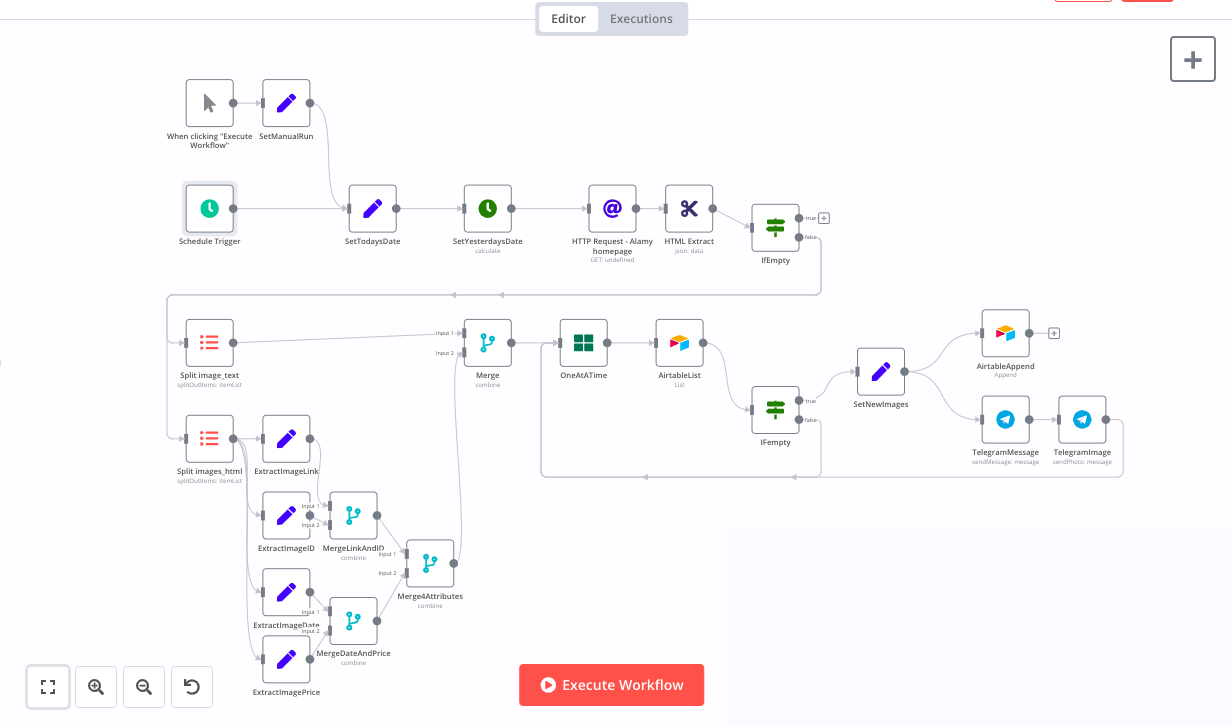 Editor
Executions
When clicking "Execute
Workflow"
SetManualRun
Schedule Trigger
SetTodaysDate
SetYesterdaysDate
calculate
HTTP Request - Alamy
homepage
GET: undefined
HTML Extract
json: data
true
false
IfEmpty
Split image_text
splitOutItems: itemList
Input 1
Input 2
Merge
combine
OneAtATime
AirtableList
List
true
false
IFempty
SetNewImages
AirtableAppend
Append
TelegramMessage
sendMessage: message
TelegramImage
sendPhoto: message
Split images_html
splitOutItems: itemList
ExtractImageLink
Input 1
Input 2
ExtractImageID
MergeLinkAndID
combine
Input 1
Input 2
Merge4Attributes
combine
Input 1
ExtractImageDate
Input 2
MergeDateAndPrice
combine
ExtractImagePrice
Execute Workflow